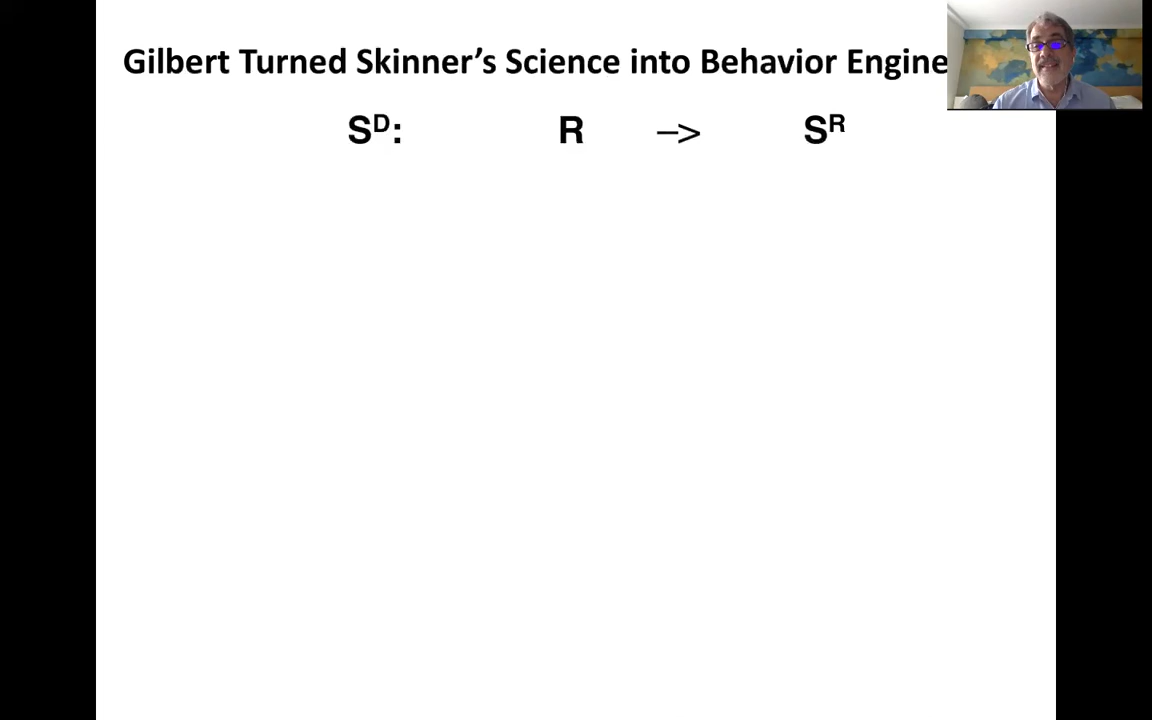 Gilbert Turned Skinner’s Science into Behavior Engine
Sᴰ: R –> Sᴿ